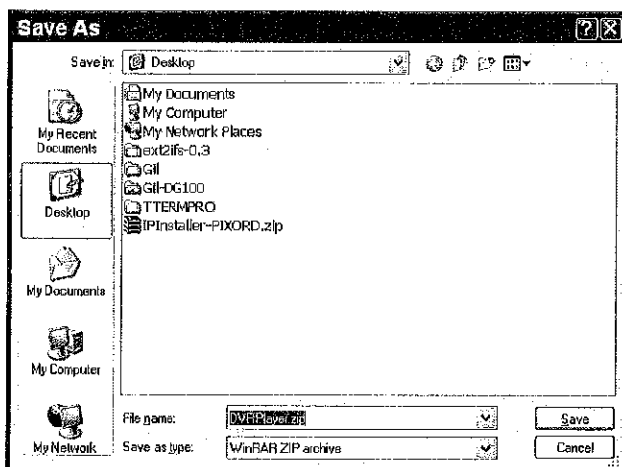 Save As
Save in:
Desktop
My Recent
Documents
Desktop
My Documents
My Computer
My Network
My Documents
My Computer
My Network Places
ext2ifs-0,3
Gil
Gil-DG100
TTERMPRO
IPInstaller-PIXORD.zip
File name:
DVRPlayer.zip
Save
Save as type:
WinRAR ZIP archive
Cancel